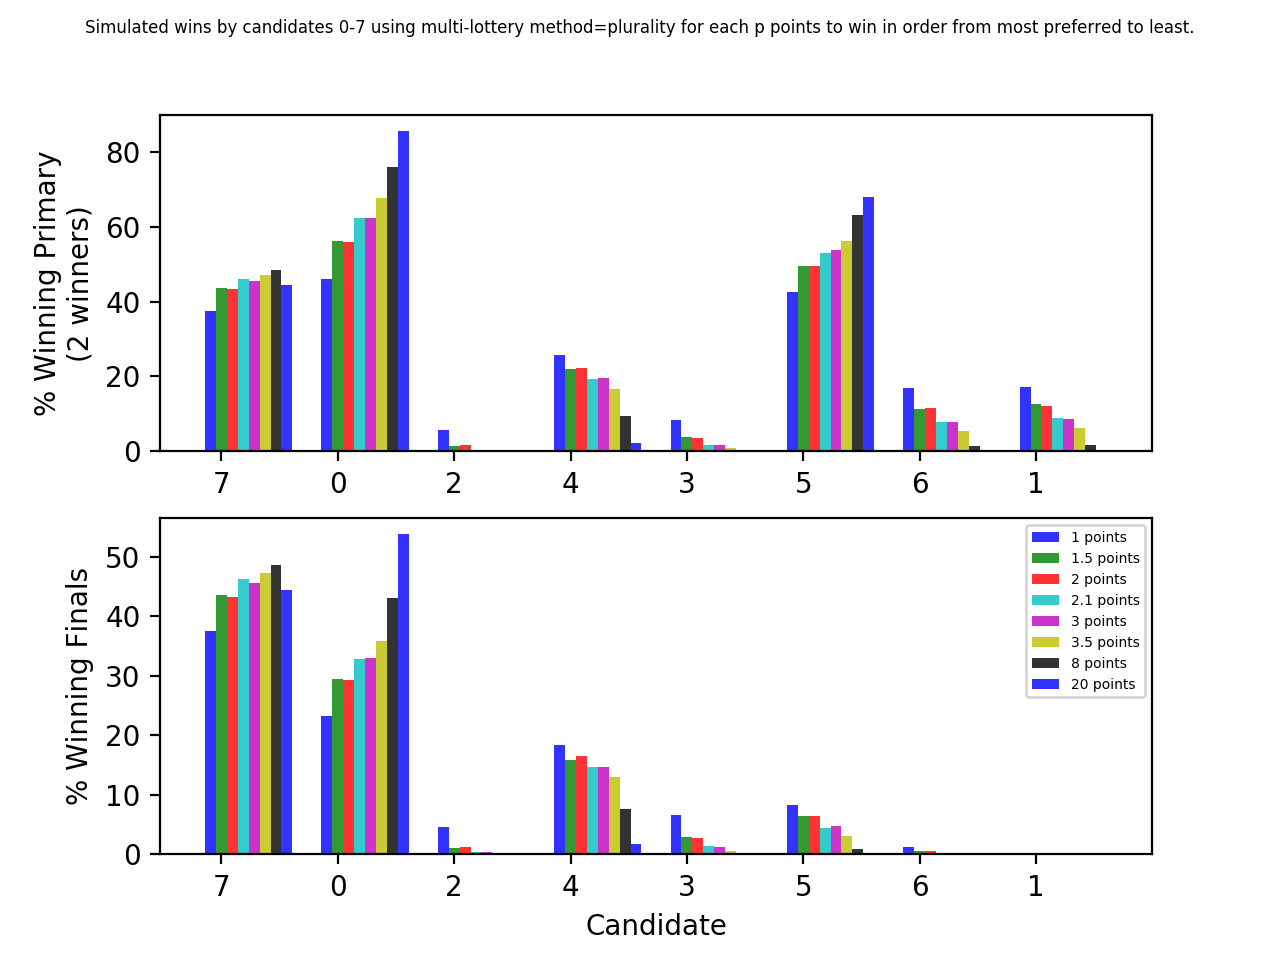 Simulated wins by candidates 0-7 using multi-lottery method=plurality for each p points to win in order from most preferred to least.
% Winning Primary
(2 winners)
80
60
40
20
0
7 0 2 4 3 5 6 1
% Winning Finals
50
40
30
20
10
0
1 points
1.5 points
2 points
2.1 points
3 points
3.5 points
8 points
20 points
7 0 2 4 3 5 6 1
Candidate